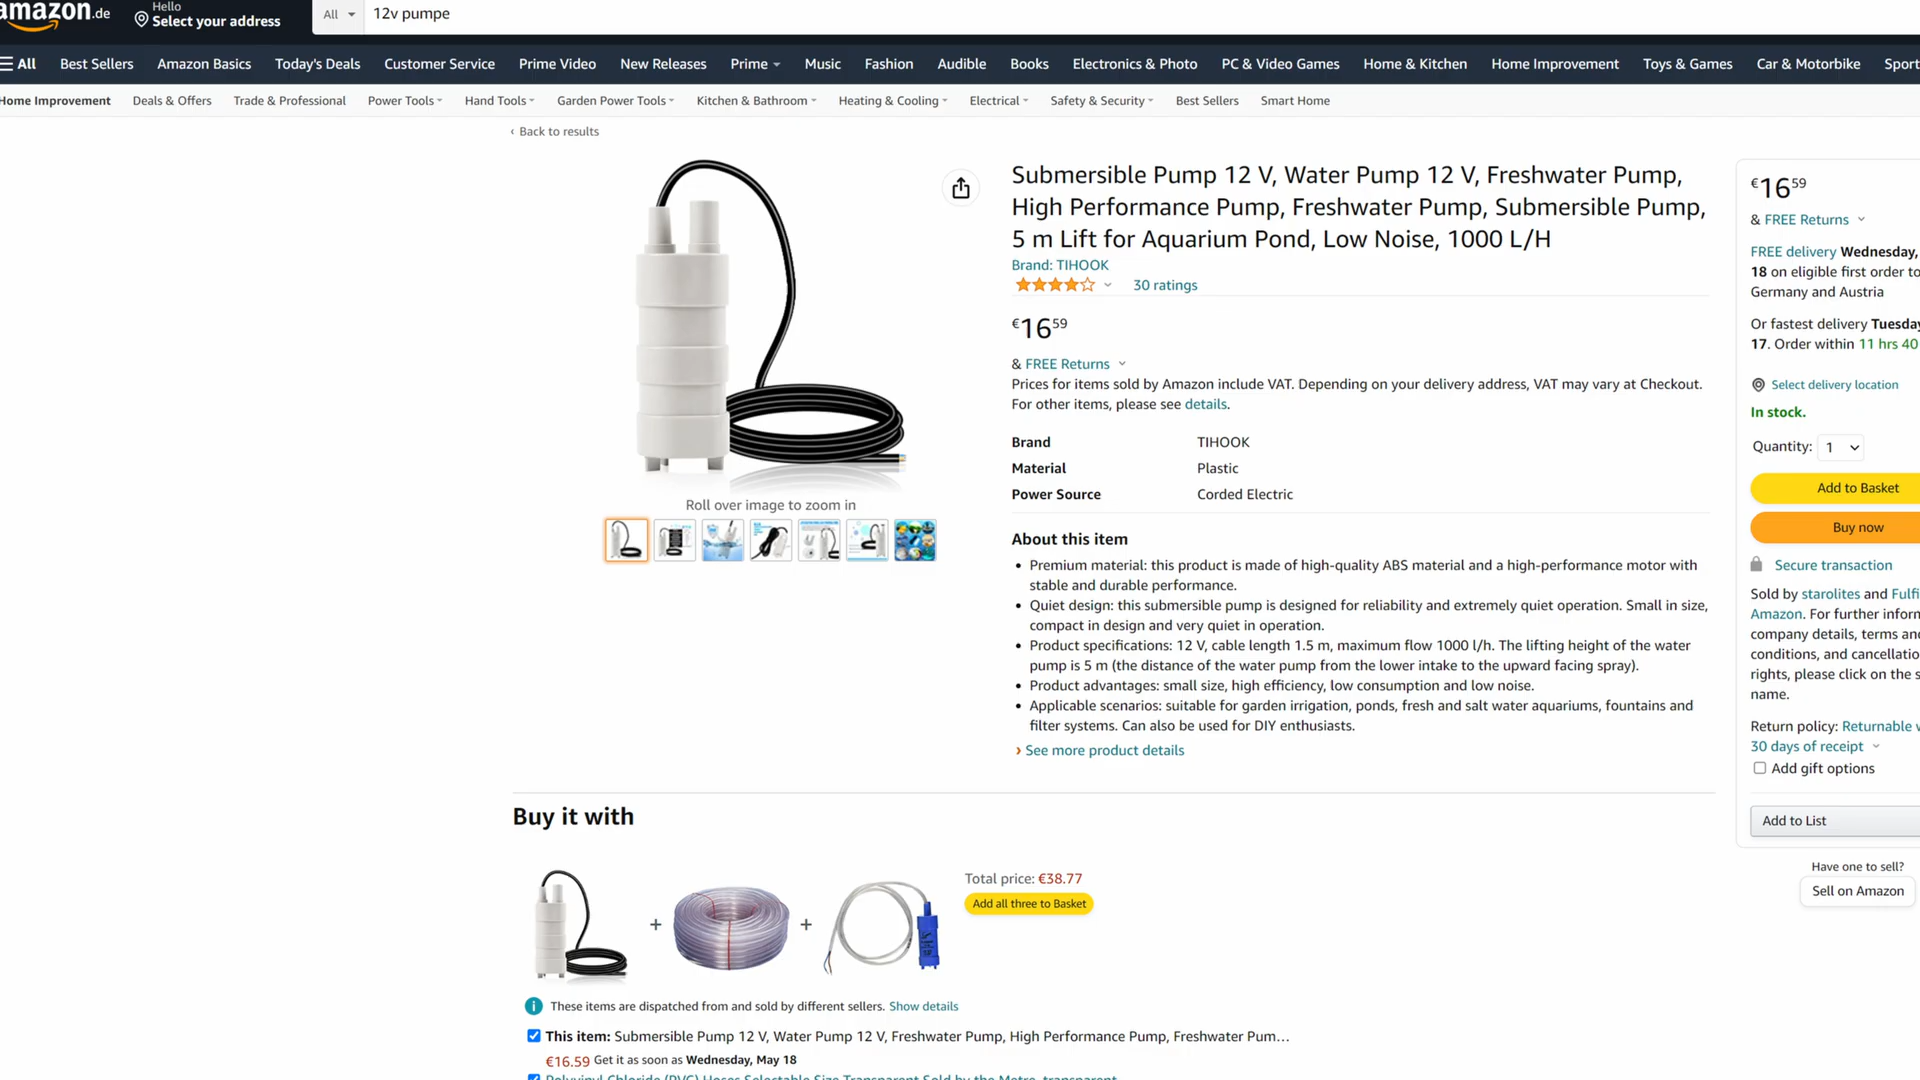 amazon.de
Hello
Select your address
All
12v pumpe
All
Best Sellers
Amazon Basics
Today's Deals
Customer Service
Prime Video
New Releases
Prime
Music
Fashion
Audible
Books
Electronics & Photo
PC & Video Games
Home & Kitchen
Home Improvement
Toys & Games
Car & Motorbike
Sport
Home Improvement
Deals & Offers
Trade & Professional
Power Tools
Hand Tools
Garden Power Tools
Kitchen & Bathroom
Heating & Cooling
Electrical
Safety & Security
Best Sellers
Smart Home
‹ Back to results
Roll over image to zoom in
Submersible Pump 12 V, Water Pump 12 V, Freshwater Pump,
High Performance Pump, Freshwater Pump, Submersible Pump,
5 m Lift for Aquarium Pond, Low Noise, 1000 L/H
Brand: TIHOOK
30 ratings
€16 59
& FREE Returns
Prices for items sold by Amazon include VAT. Depending on your delivery address, VAT may vary at Checkout.
For other items, please see details.
Brand TIHOOK
Material Plastic
Power Source Corded Electric
About this item
• Premium material: this product is made of high-quality ABS material and a high-performance motor with
stable and durable performance.
• Quiet design: this submersible pump is designed for reliability and extremely quiet operation. Small in size,
compact in design and very quiet in operation.
• Product specifications: 12 V, cable length 1.5 m, maximum flow 1000 l/h. The lifting height of the water
pump is 5 m (the distance of the water pump from the lower intake to the upward facing spray).
• Product advantages: small size, high efficiency, low consumption and low noise.
• Applicable scenarios: suitable for garden irrigation, ponds, fresh and salt water aquariums, fountains and
filter systems. Can also be used for DIY enthusiasts.
› See more product details
€16 59
& FREE Returns
FREE delivery Wednesday,
18 on eligible first order to
Germany and Austria
Or fastest delivery Tuesday
17. Order within 11 hrs 40
Select delivery location
In stock.
Quantity: 1
Add to Basket
Buy now
Secure transaction
Sold by starolites and Fulfi
Amazon. For further inform
company details, terms and
conditions, and cancellatio
rights, please click on the s
name.
Return policy: Returnable w
30 days of receipt
Add gift options
Add to List
Have one to sell?
Sell on Amazon
Buy it with
+
+
Total price: €38.77
Add all three to Basket
i These items are dispatched from and sold by different sellers. Show details
This item: Submersible Pump 12 V, Water Pump 12 V, Freshwater Pump, High Performance Pump, Freshwater Pum…
€16.59 Get it as soon as Wednesday, May 18
Polyvinyl Chloride (PVC) Hoses Selectable Size Transparent Sold by the Metre, transparent